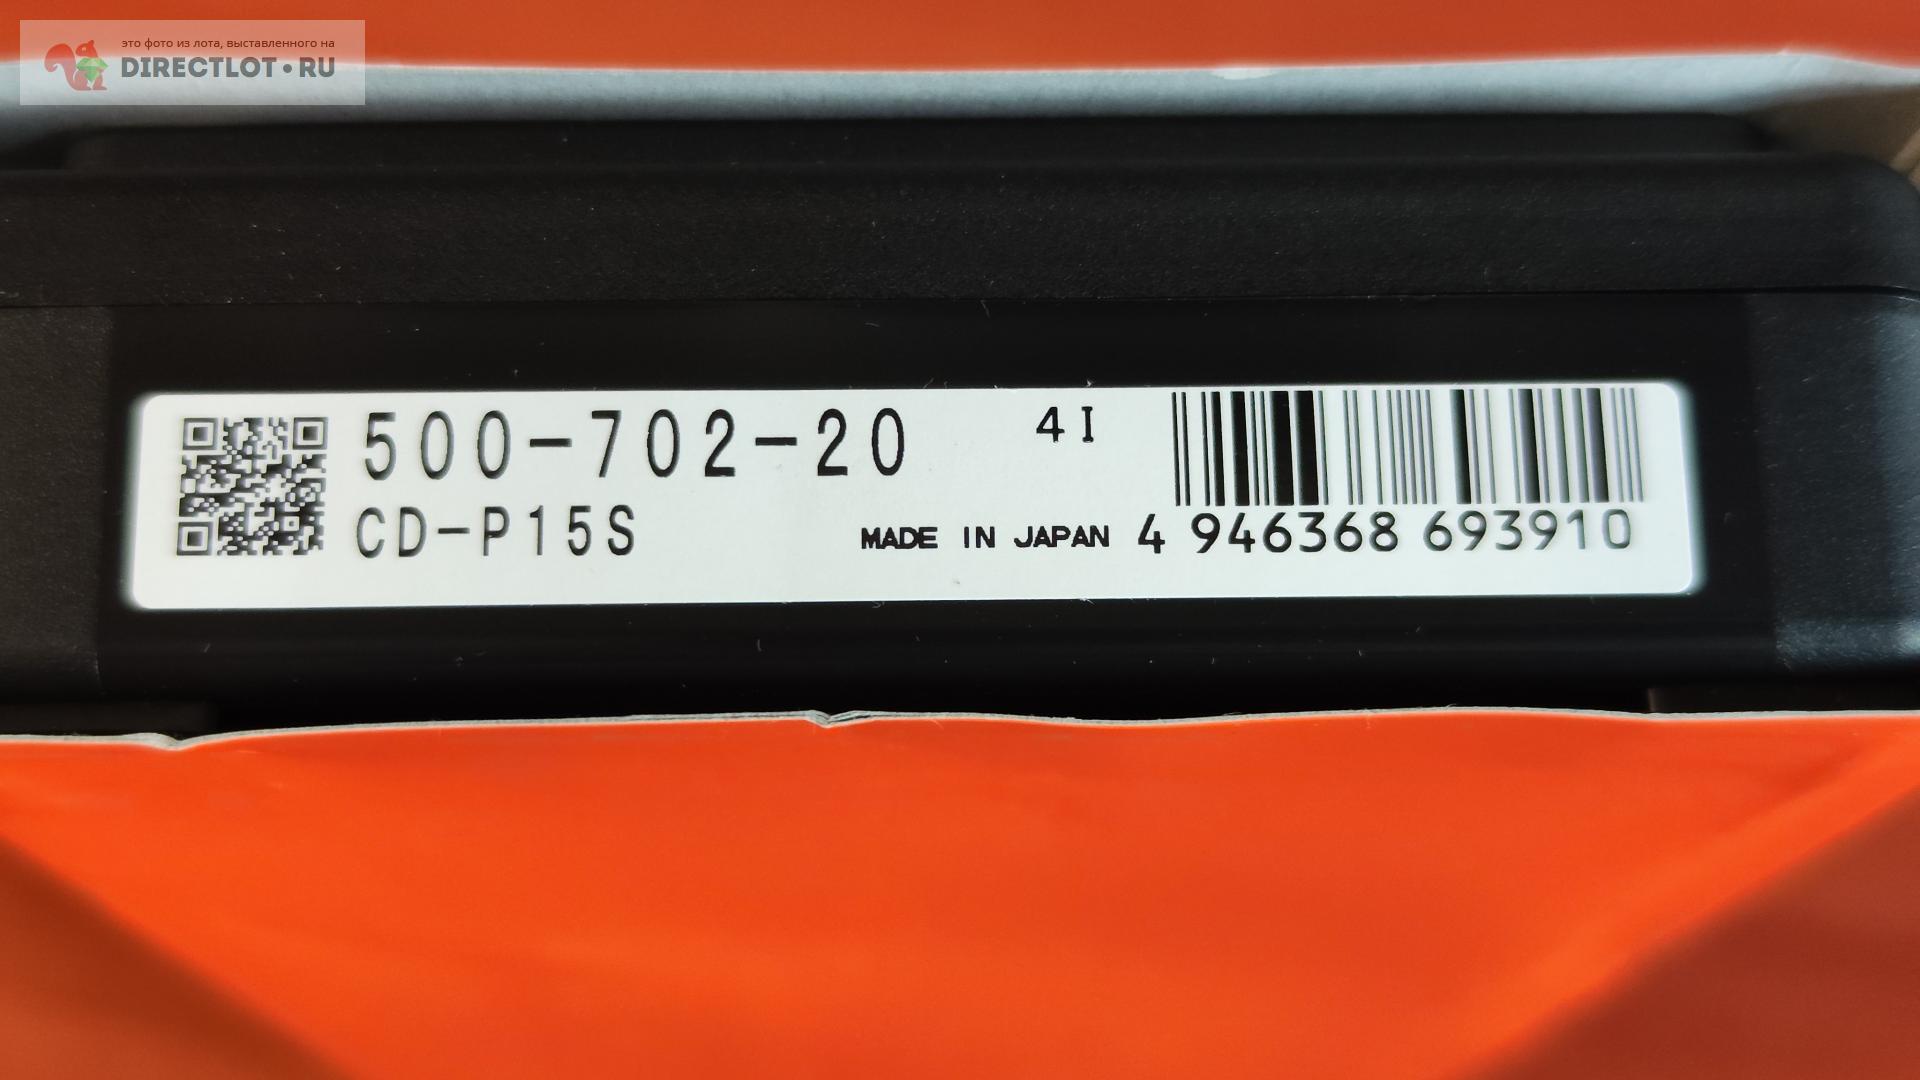 это фото из лота, выставленного на
DIRECTLOT•RU
500-702-20 4I
CD-P15S
MADE IN JAPAN 4 946368 693910